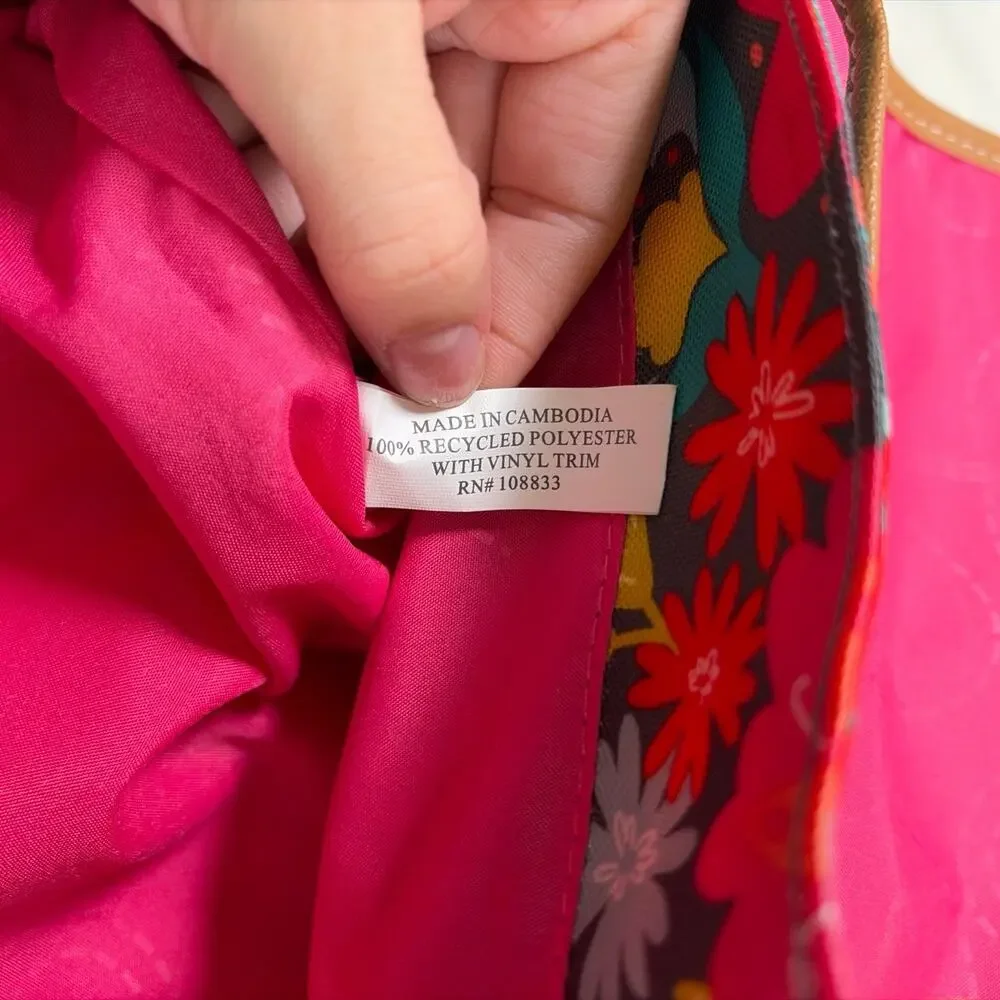 MADE IN CAMBODIA
100% RECYCLED POLYESTER
WITH VINYL TRIM
RN# 108833